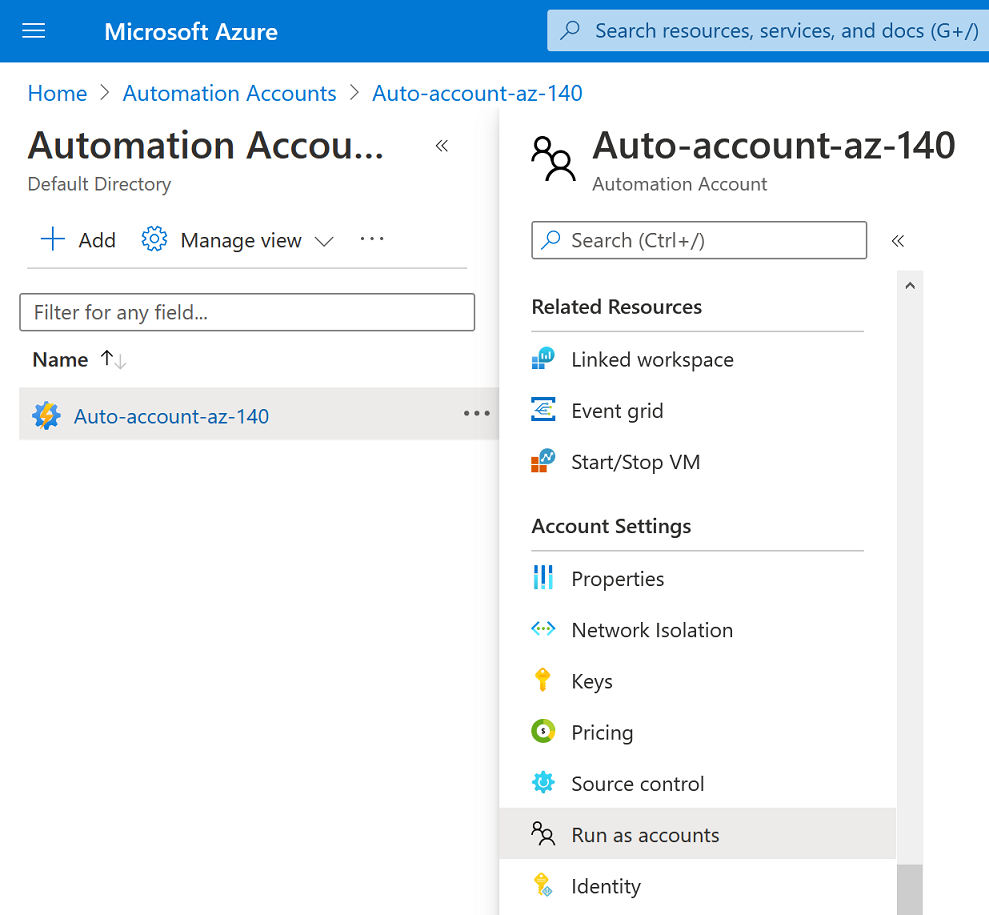 Microsoft Azure
Search resources, services, and docs (G+/)
Home > Automation Accounts > Auto-account-az-140
Automation Accou...
«
Default Directory
Add
Manage view
...
Filter for any field...
Name ↑↓
Auto-account-az-140
...
Auto-account-az-140
Automation Account
Search (Ctrl+/)
«
Related Resources
Linked workspace
Event grid
Start/Stop VM
Account Settings
Properties
Network Isolation
Keys
Pricing
Source control
Run as accounts
Identity